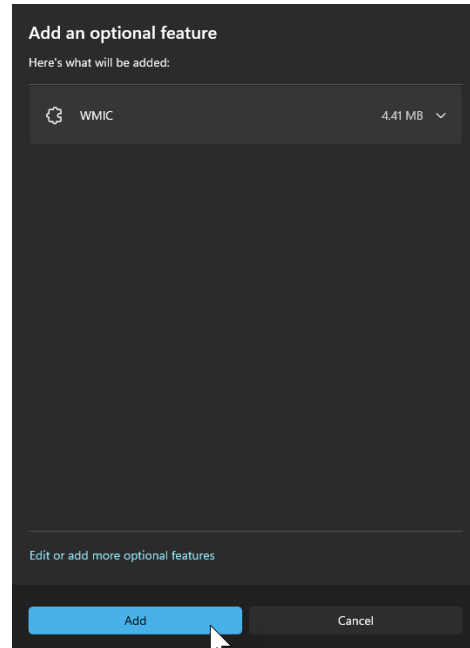 Add an optional feature
Here's what will be added:
WMIC 4.41 MB
Edit or add more optional features
Add Cancel